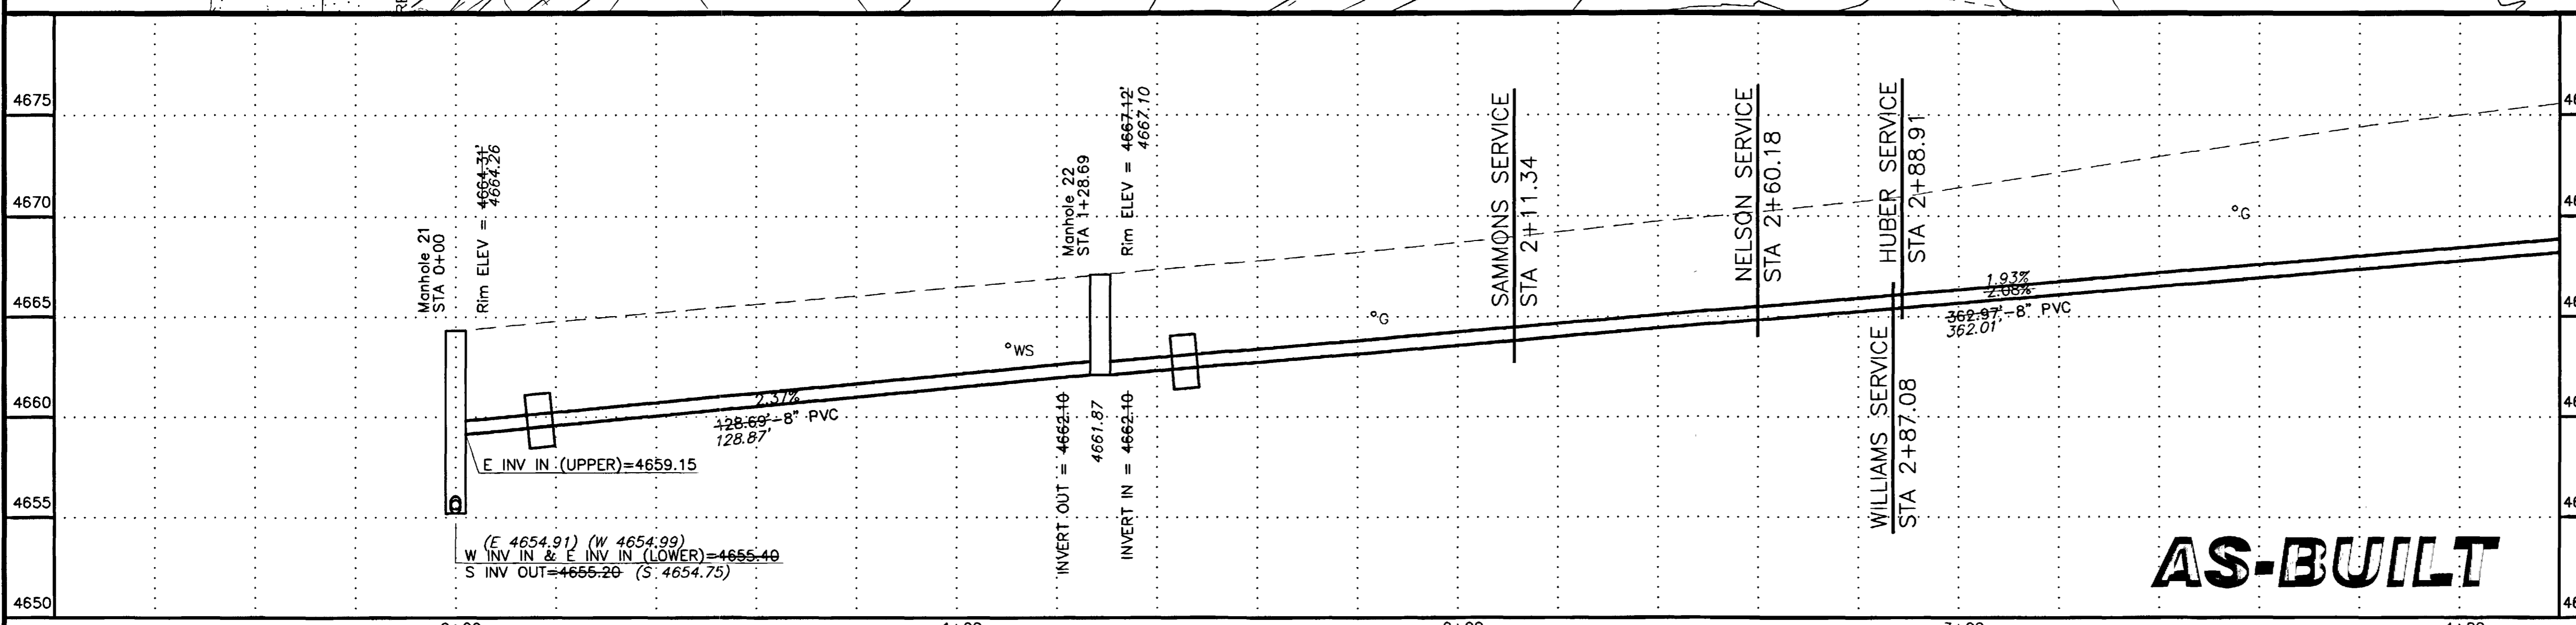 4675
4670
4665
4660
4655
4650
Manhole 21
STA 0+00
Rim ELEV = 4664.31'
4664.26
E INV IN (UPPER)=4659.15
(E 4654.91) (W 4654.99)
W INV IN & E INV IN (LOWER)=4655.40
S INV OUT=4655.20 (S 4654.75)
2.37%
128.69'-8" PVC
128.87'
°WS
Manhole 22
STA 1+28.69
Rim ELEV = 4667.12'
4667.10
INVERT OUT = 4662.10
4661.87
INVERT IN = 4662.10
°G
SAMMONS SERVICE
STA 2+11.34
NELSON SERVICE
STA 2+60.18
HUBER SERVICE
STA 2+88.91
WILLIAMS SERVICE
STA 2+87.08
1.93%
2.08%
362.97'-8" PVC
362.01'
°G
AS-BUILT